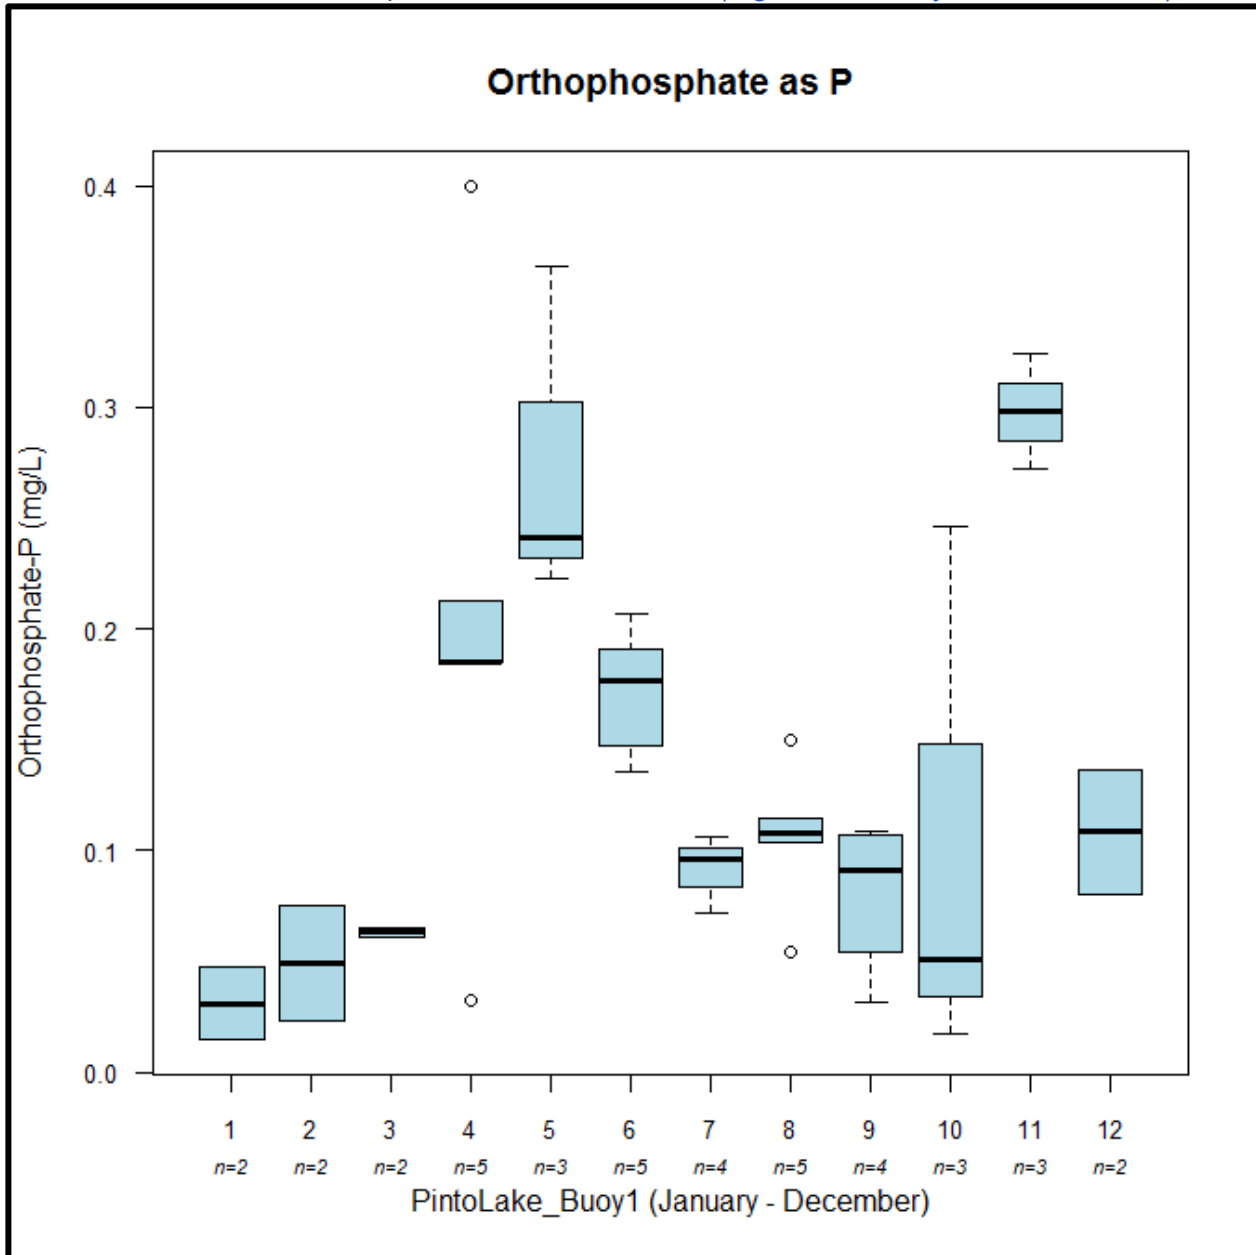 Orthophosphate as P
Orthophosphate-P (mg/L)
0.4
0.3
0.2
0.1
0.0
1 2 3 4 5 6 7 8 9 10 11 12
n=2 n=2 n=2 n=5 n=3 n=5 n=4 n=5 n=4 n=3 n=3 n=2
PintoLake_Buoy1 (January - December)